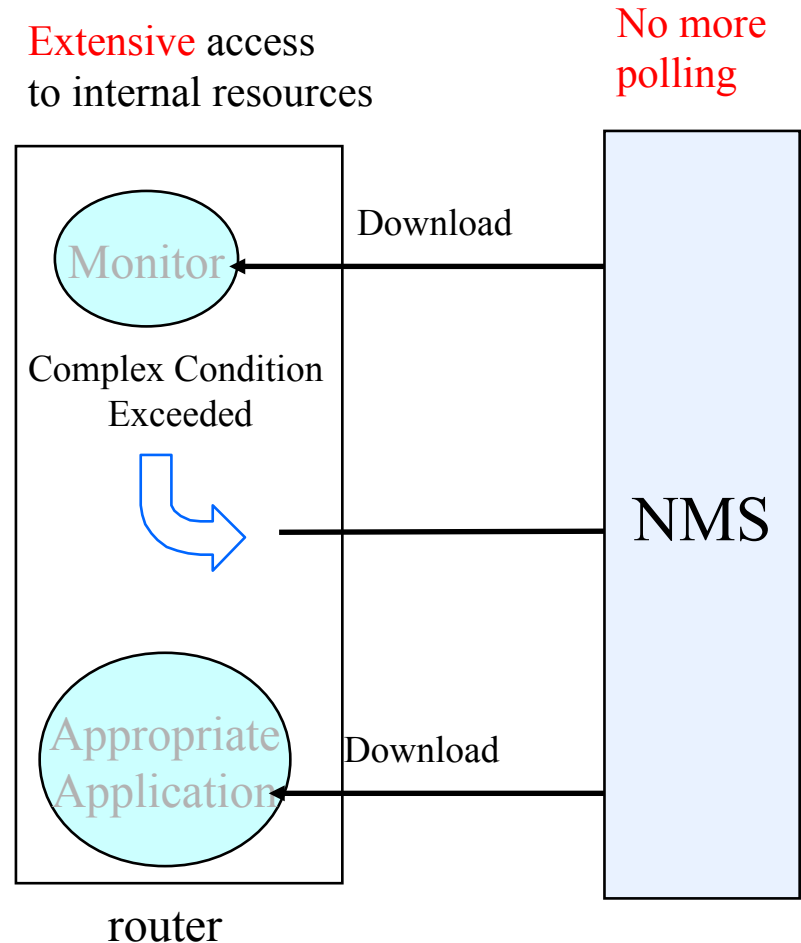 Extensive access
to internal resources
No more
polling
Download
Monitor
Complex Condition
Exceeded
NMS
Appropriate
Application
Download
router